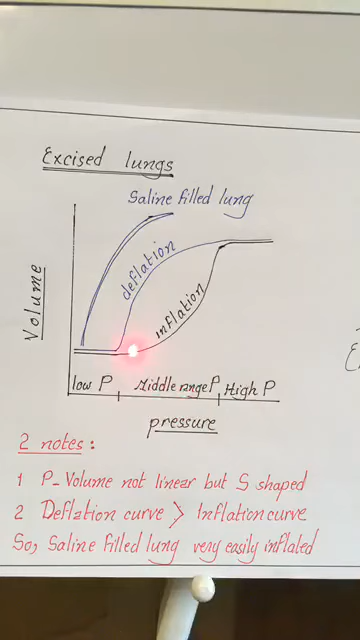 Excised lungs
Saline filled lung
deflation
inflation
Volume
low P Middle range P High P
pressure
2 notes :
1 P-Volume not linear but S shaped
2 Deflation curve > Inflation curve
So, Saline filled lung very easily inflated